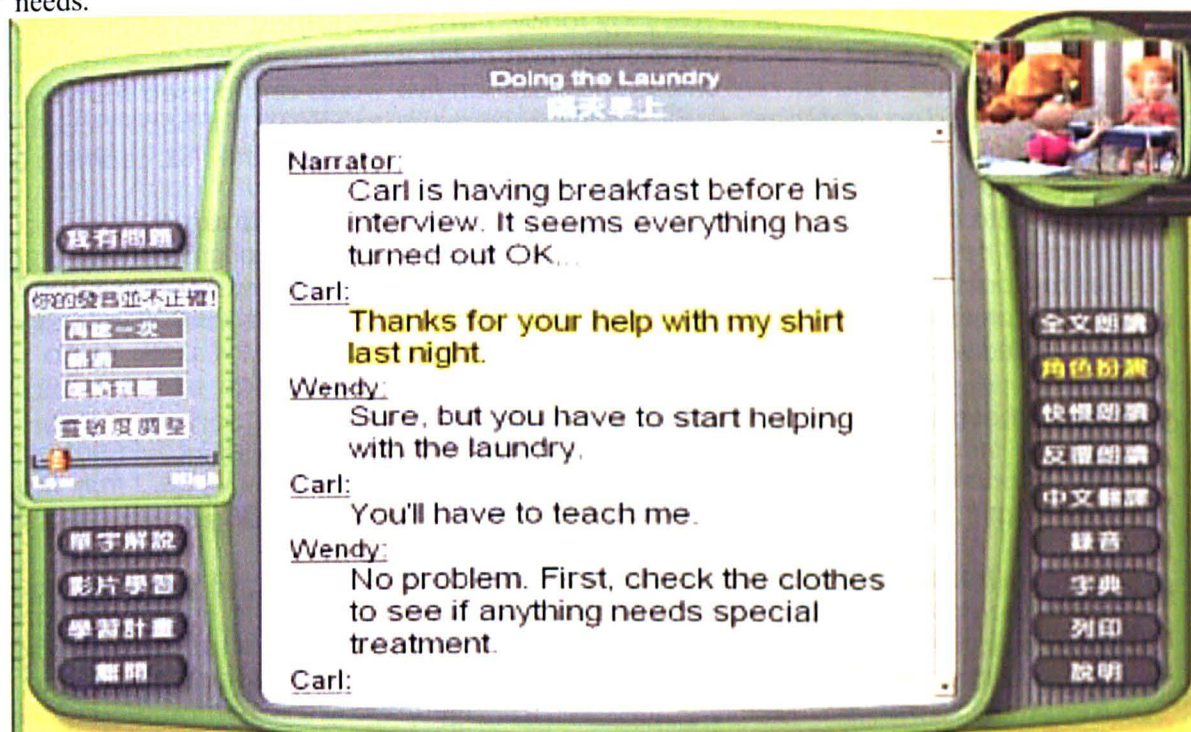 needs.
Doing the Laundry
隔天早上
Narrator:
Carl is having breakfast before his
interview. It seems everything has
turned out OK...
Carl:
Thanks for your help with my shirt
last night.
Wendy:
Sure, but you have to start helping
with the laundry.
Carl:
You'll have to teach me.
Wendy:
No problem. First, check the clothes
to see if anything needs special
treatment.
Carl:
我有問題
你的發音並不正確!
再試一次
靈敏度調整
Low High
單字解說
影片學習
學習計畫
離開
全文朗讀
角色扮演
快慢朗讀
反覆朗讀
中文翻譯
錄音
字典
列印
說明